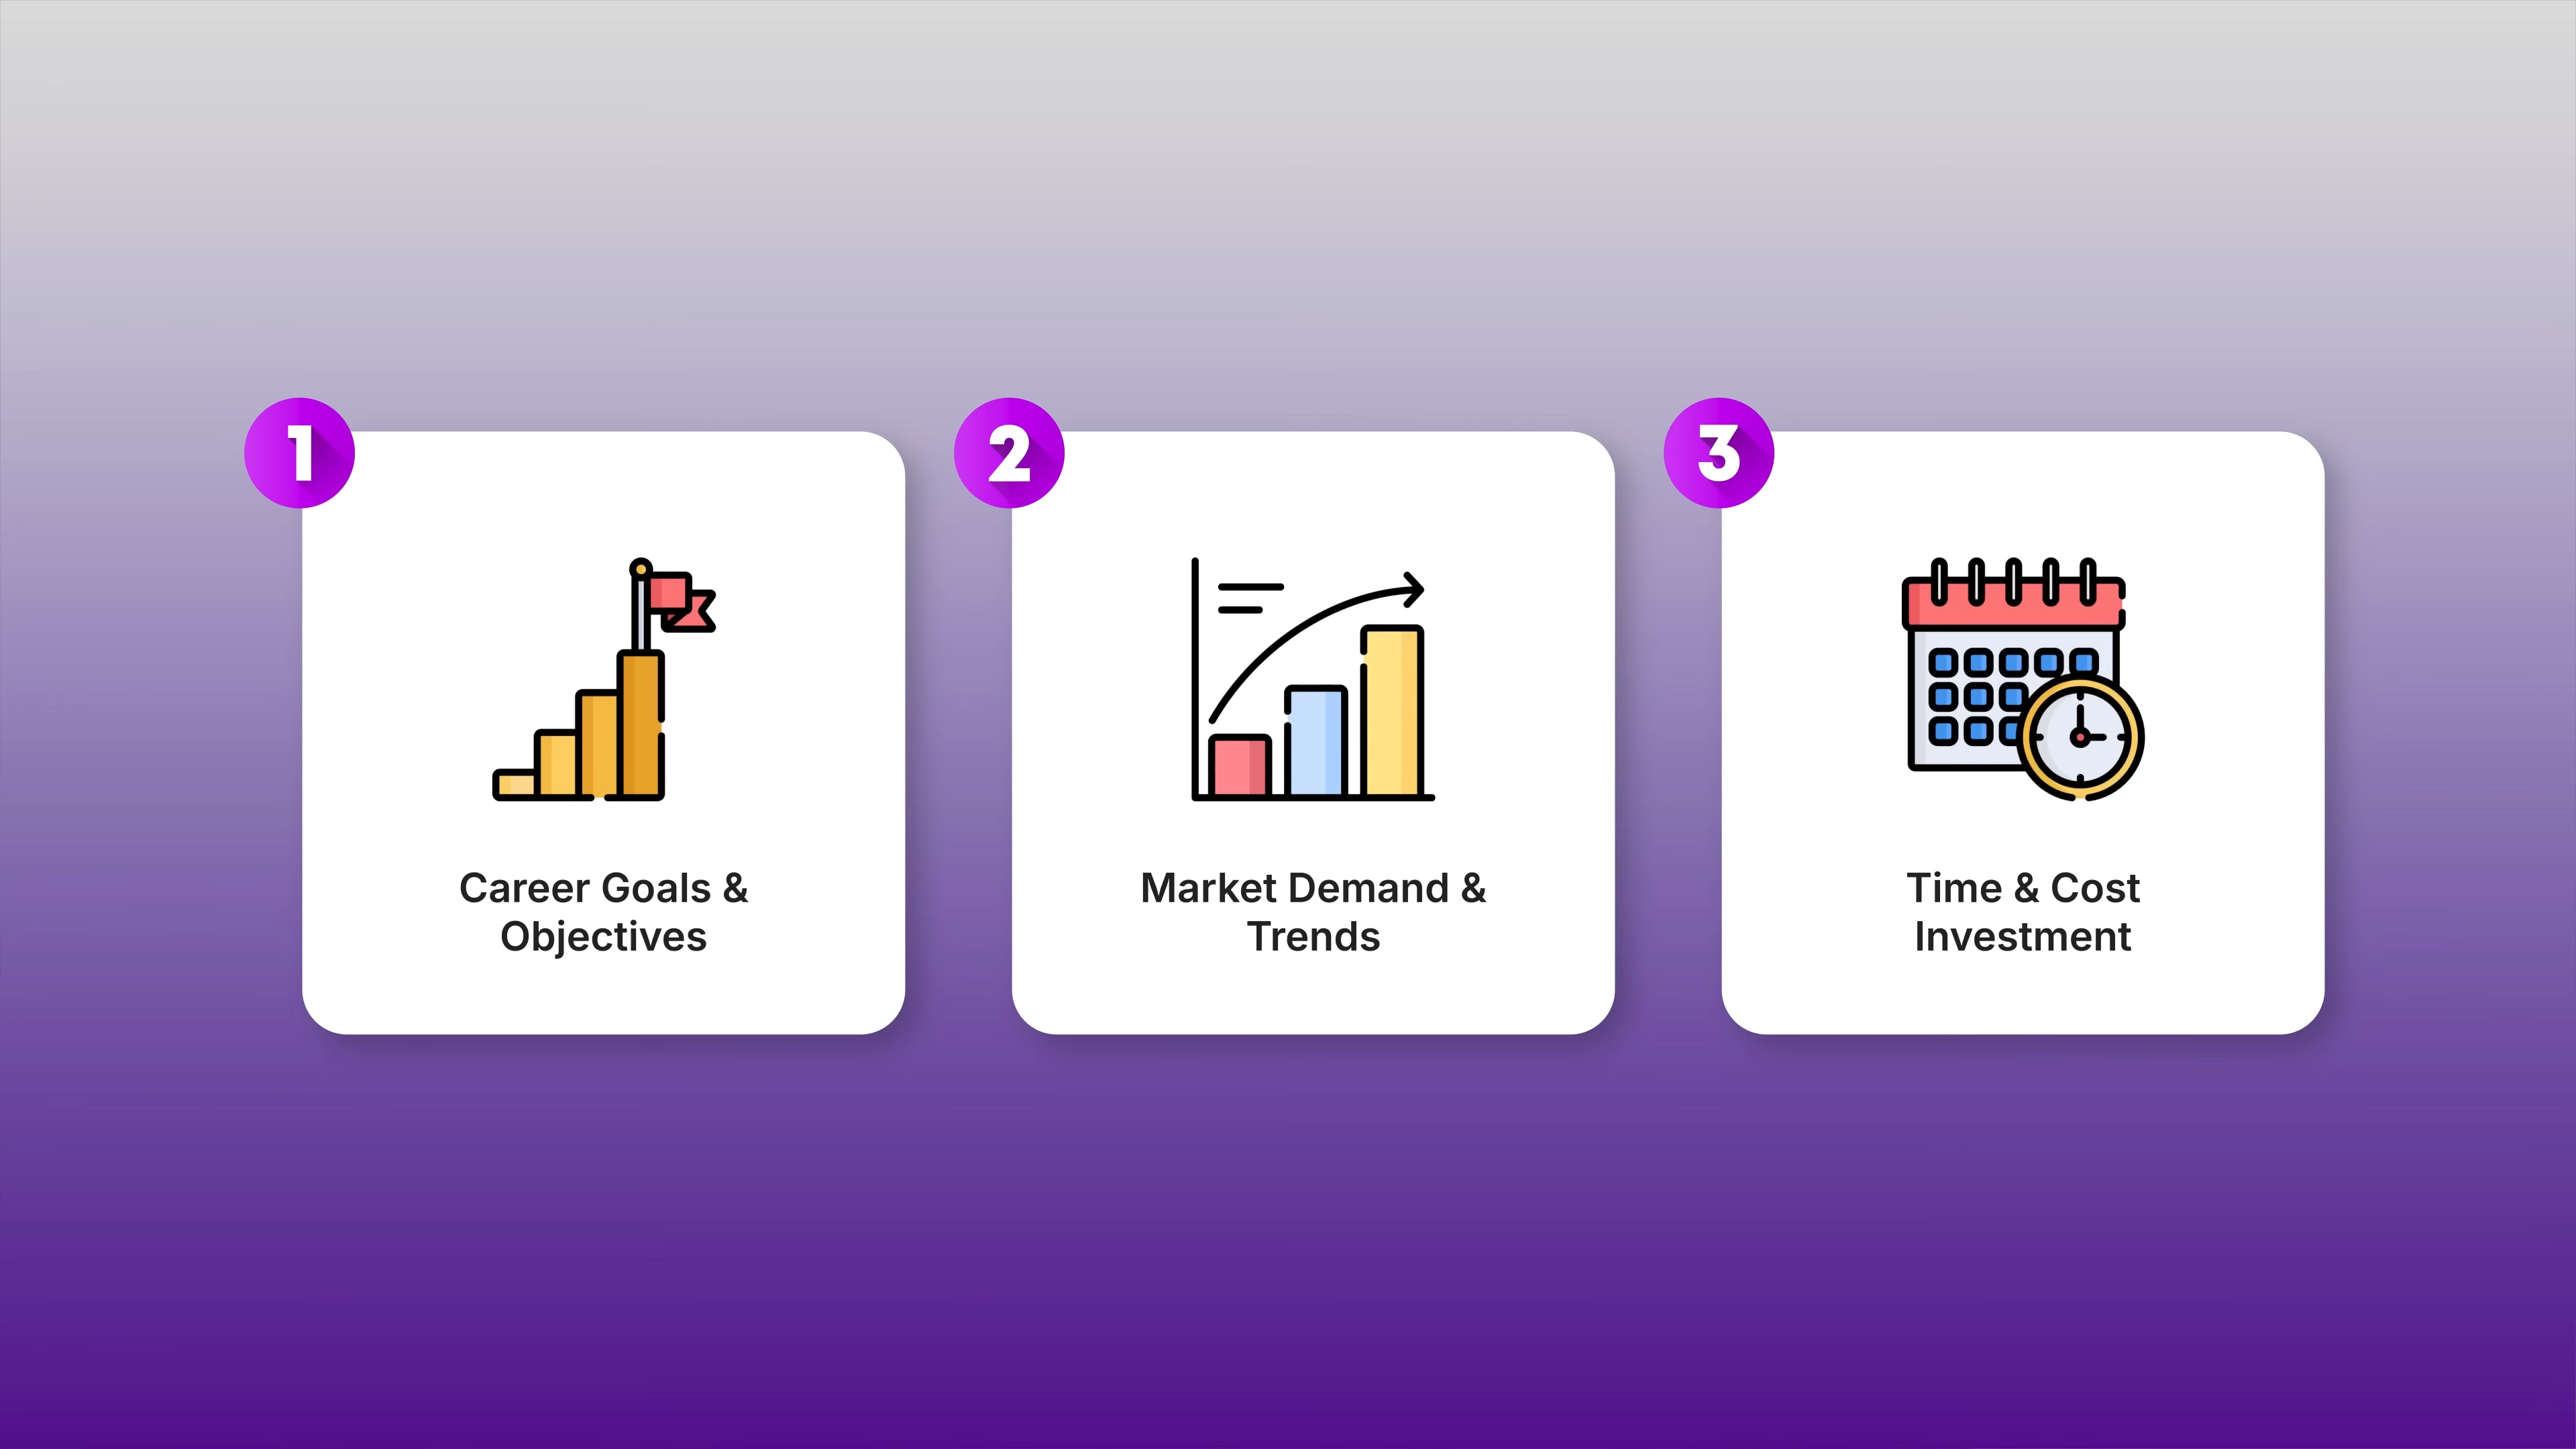 1
Career Goals &
Objectives
2
Market Demand &
Trends
3
Time & Cost
Investment